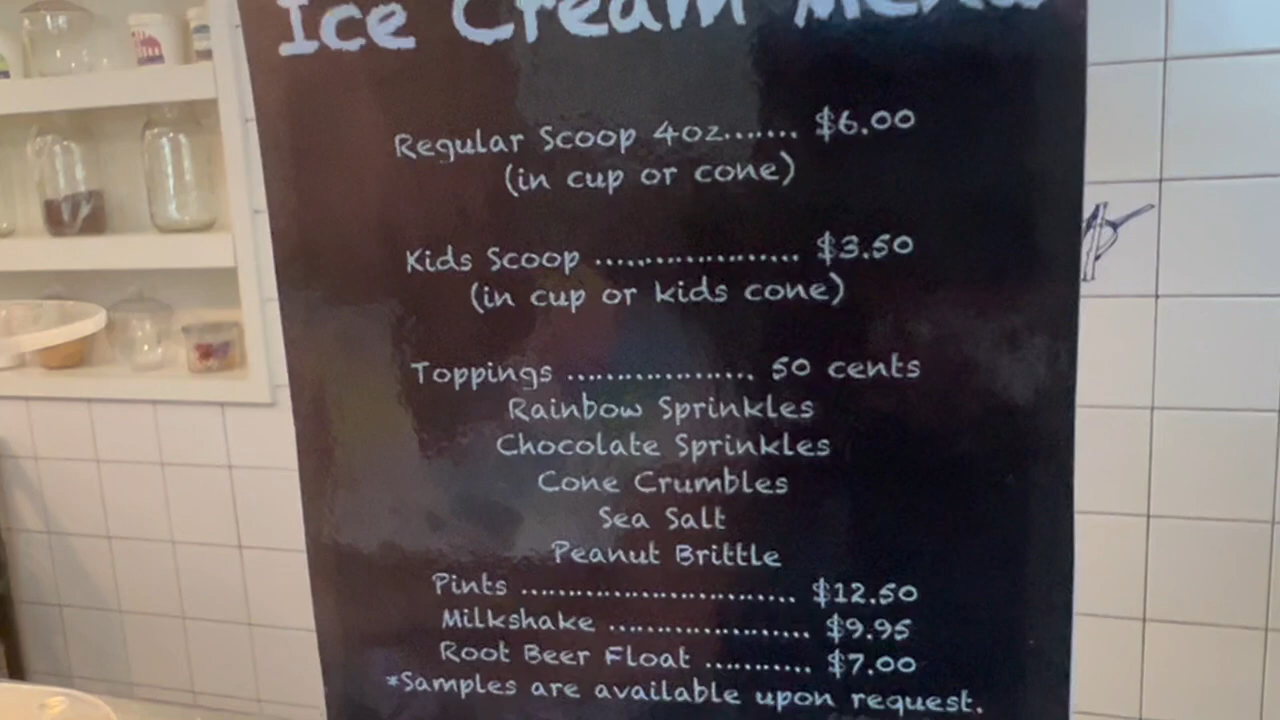 Ice Cream Menu
Regular Scoop 4oz....... $6.00
(in cup or cone)
Kids Scoop .................... $3.50
(in cup or kids cone)
Toppings .................. 50 cents
Rainbow Sprinkles
Chocolate Sprinkles
Cone Crumbles
Sea Salt
Peanut Brittle
Pints ........................... $12.50
Milkshake .................... $9.95
Root Beer Float ........... $7.00
*Samples are available upon request.